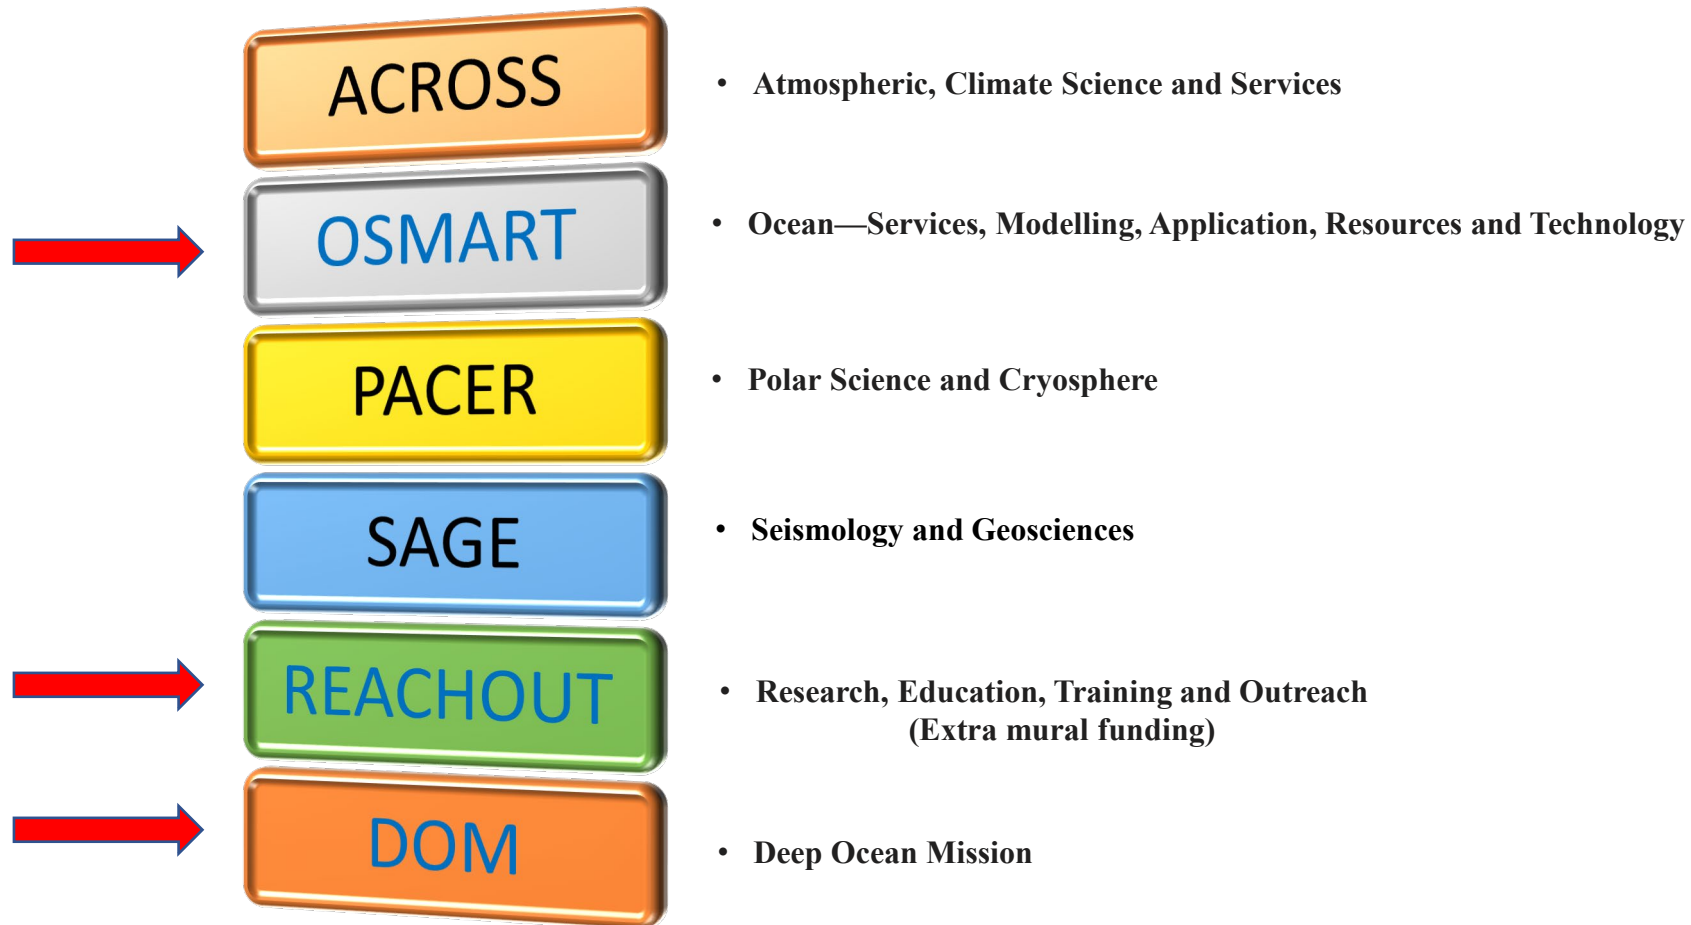 ACROSS
• Atmospheric, Climate Science and Services
OSMART
• Ocean—Services, Modelling, Application, Resources and Technology
PACER
• Polar Science and Cryosphere
SAGE
• Seismology and Geosciences
REACHOUT
• Research, Education, Training and Outreach
(Extra mural funding)
DOM
• Deep Ocean Mission